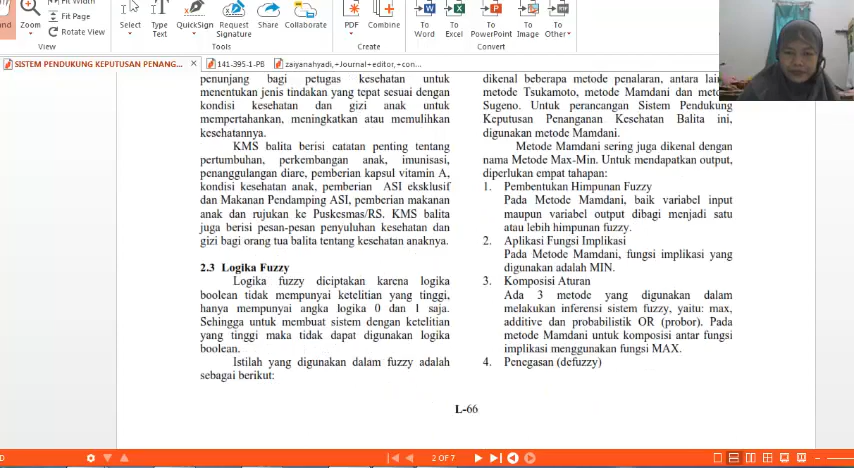 Fit Width
Fit Page
Rotate View
Zoom
View
Select
Type
Text
QuickSign
Request
Signature
Share
Collaborate
Tools
PDF
Combine
Create
To
Word
To
Excel
To
PowerPoint
To
Image
To
Other
Convert
SISTEM PENDUKUNG KEPUTUSAN PENANG...
141-395-1-PB
zaiyanahyadi,+Journal+editor,+con...
penunjang bagi petugas kesehatan untuk
menentukan jenis tindakan yang tepat sesuai dengan
kondisi kesehatan dan gizi anak untuk
mempertahankan, meningkatkan atau memulihkan
kesehatannya.
KMS balita berisi catatan penting tentang
pertumbuhan, perkembangan anak, imunisasi,
penanggulangan diare, pemberian kapsul vitamin A,
kondisi kesehatan anak, pemberian ASI eksklusif
dan Makanan Pendamping ASI, pemberian makanan
anak dan rujukan ke Puskesmas/RS. KMS balita
juga berisi pesan-pesan penyuluhan kesehatan dan
gizi bagi orang tua balita tentang kesehatan anaknya.
2.3 Logika Fuzzy
Logika fuzzy diciptakan karena logika
boolean tidak mempunyai ketelitian yang tinggi,
hanya mempunyai angka logika 0 dan 1 saja.
Sehingga untuk membuat sistem dengan ketelitian
yang tinggi maka tidak dapat digunakan logika
boolean.
Istilah yang digunakan dalam fuzzy adalah
sebagai berikut:
dikenal beberapa metode penalaran, antara lain
metode Tsukamoto, metode Mamdani dan
Sugeno. Untuk perancangan Sistem Pendukung
Keputusan Penanganan Kesehatan Balita ini,
digunakan metode Mamdani.
Metode Mamdani sering juga dikenal dengan
nama Metode Max-Min. Untuk mendapatkan output,
diperlukan empat tahapan:
1. Pembentukan Himpunan Fuzzy
Pada Metode Mamdani, baik variabel input
maupun variabel output dibagi menjadi satu
atau lebih himpunan fuzzy.
2. Aplikasi Fungsi Implikasi
Pada Metode Mamdani, fungsi implikasi yang
digunakan adalah MIN.
3. Komposisi Aturan
Ada 3 metode yang digunakan dalam
melakukan inferensi sistem fuzzy, yaitu: max,
additive dan probabilistik OR (probor). Pada
metode Mamdani untuk komposisi antar fungsi
implikasi menggunakan fungsi MAX.
4. Penegasan (defuzzy)
L-66
2 OF 7